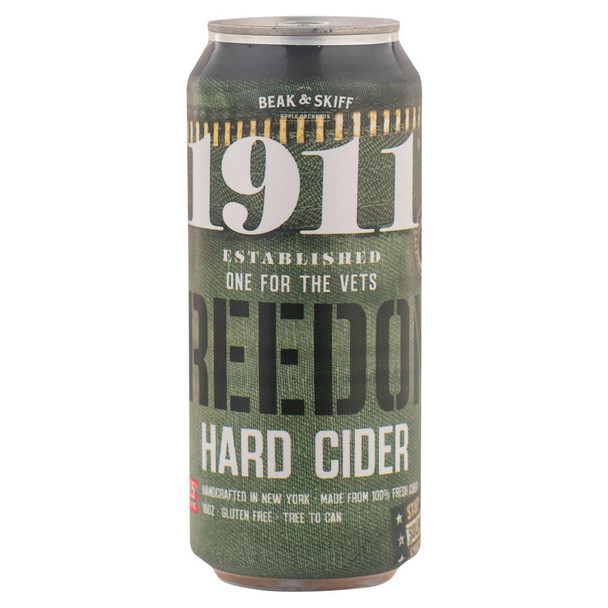 BEAK & SKIFF
APPLE ORCHARDS
1911
ESTABLISHED
ONE FOR THE VETS
REEDO
HARD CIDER
HANDCRAFTED IN NEW YORK · MADE FROM 100% FRESH
16OZ · GLUTEN FREE · TREE TO CAN